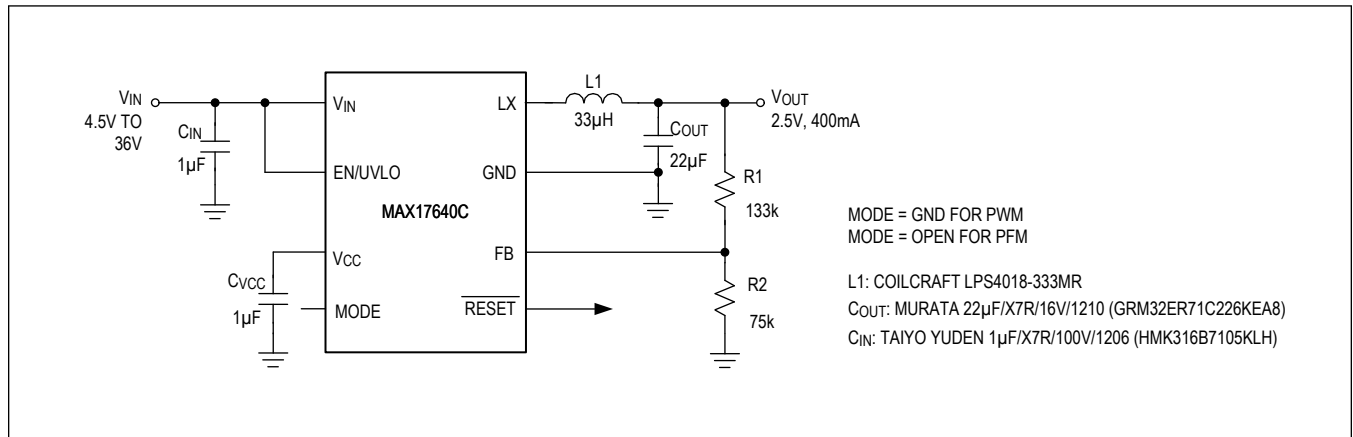 VIN
4.5V TO
36V
CIN
1µF
VIN
EN/UVLO
MAX17640C
VCC
MODE
CVCC
1µF
LX
GND
FB
RESET
L1
33µH
COUT
22µF
VOUT
2.5V, 400mA
R1
133k
R2
75k
MODE = GND FOR PWM
MODE = OPEN FOR PFM
L1: COILCRAFT LPS4018-333MR
COUT: MURATA 22µF/X7R/16V/1210 (GRM32ER71C226KEA8)
CIN: TAIYO YUDEN 1µF/X7R/100V/1206 (HMK316B7105KLH)